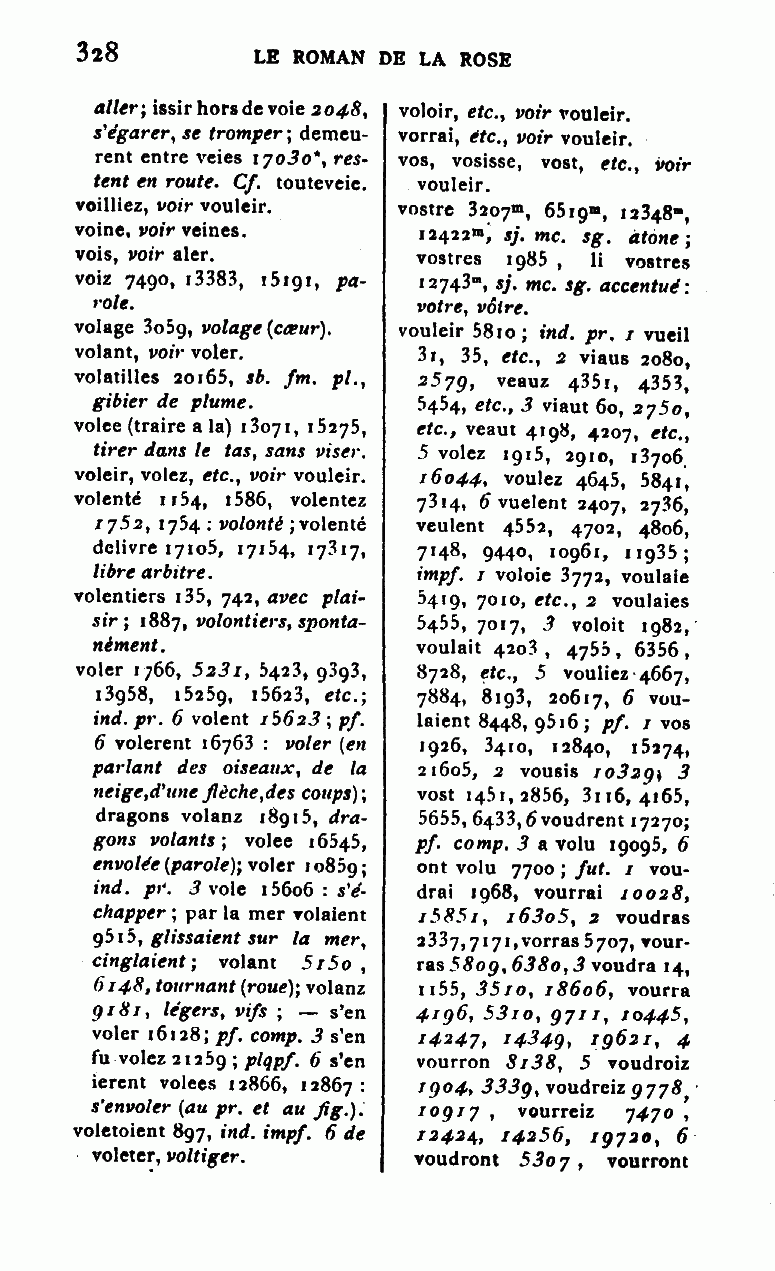 328
LE ROMAN DE LA ROSE
aller; issir hors de voie 2048,
s'égarer, se tromper; demeu-
rent entre veies 17030*, res-
tent en route. Cf. touteveie.
voilliez, voir vouleir.
voine, voir veines.
vois, voir aler.
voiz 7490, 13383, 15191, pa-
role.
volage 3059, volage (cœur).
volant, voir voler.
volatilles 20165, sb. fm. pl.,
gibier de plume.
volee (traire a la) 13071, 15275,
tirer dans le tas, sans viser.
voleir, volez, etc., voir vouleir.
volenté 1154, 1586, volentez
1752, 1754 : volonté ; volenté
delivre 17105, 17154, 17317,
libre arbitre.
volentiers 135, 742, avec plai-
sir ; 1887, volontiers, sponta-
nément.
voler 1766, 5231, 5423, 9393,
13958, 15259, 15623, etc.;
ind. pr. 6 volent 15623 ; pf.
6 volerent 16763 : voler (en
parlant des oiseaux, de la
neige, d'une flèche, des coups);
dragons volanz 18915, dra-
gons volants ; volee 16545,
envolée (parole); voler 10859;
ind. pr. 3 vole 15606 : s'é-
chapper ; par la mer volaient
9515, glissaient sur la mer,
cinglaient ; volant 5150 ,
6148, tournant (roue); volanz
9181, légers, vifs ; — s'en
voler 16128; pf. comp. 3 s'en
fu volez 21259 ; plqpf. 6 s'en
ierent volees 12866, 12867 :
s'envoler (au pr. et au fig.).
voletoient 897, ind. impf. 6 de
voleter, voltiger.
voloir, etc., voir vouleir.
vorrai, etc., voir vouleir.
vos, vosisse, vost, etc., voir
vouleir.
vostre 3207m, 6519m, 12348m,
12422m, sj. mc. sg. atone ;
vostres 1985 , li vostres
12743m, sj. mc. sg. accentué :
votre, vôtre.
vouleir 5810 ; ind. pr. 1 vueil
31, 35, etc., 2 viaus 2080,
2579, veauz 4351, 4353,
5454, etc., 3 viaut 60, 2750,
etc., veaut 4198, 4207, etc.,
5 volez 1915, 2910, 13706,
16044, voulez 4645, 5841,
7314, 6 vuelent 2407, 2736,
veulent 4552, 4702, 4806,
7148, 9440, 10961, 11935 ;
impf. 1 voloie 3772, voulaie
5419, 7010, etc., 2 voulaies
5455, 7017, 3 voloit 1982,
voulait 4203 , 4755, 6356,
8728, etc., 5 vouliez 4667,
7884, 8193, 20617, 6 vou-
laient 8448, 9516 ; pf. 1 vos
1926, 3410, 12840, 15274,
21605, 2 vousis 10329; 3
vost 1451, 2856, 3116, 4165,
5655, 6433, 6 voudrent 17270;
pf. comp. 3 a volu 19095, 6
ont volu 7700 ; fut. 1 vou-
drai 1968, vourrai 10028,
15851, 16305, 2 voudras
2337, 7171, vorras 5707, vour-
ras 5809, 6380, 3 voudra 14,
1155, 3510, 18606, vourra
4196, 5310, 9711, 10445,
14247, 14349, 19621, 4
vourron 8138, 5 voudroiz
1904, 3339, voudreiz 9778,
10917 , vourreiz 7470 ,
12424, 14256, 19720, 6
voudront 5307 , vourront